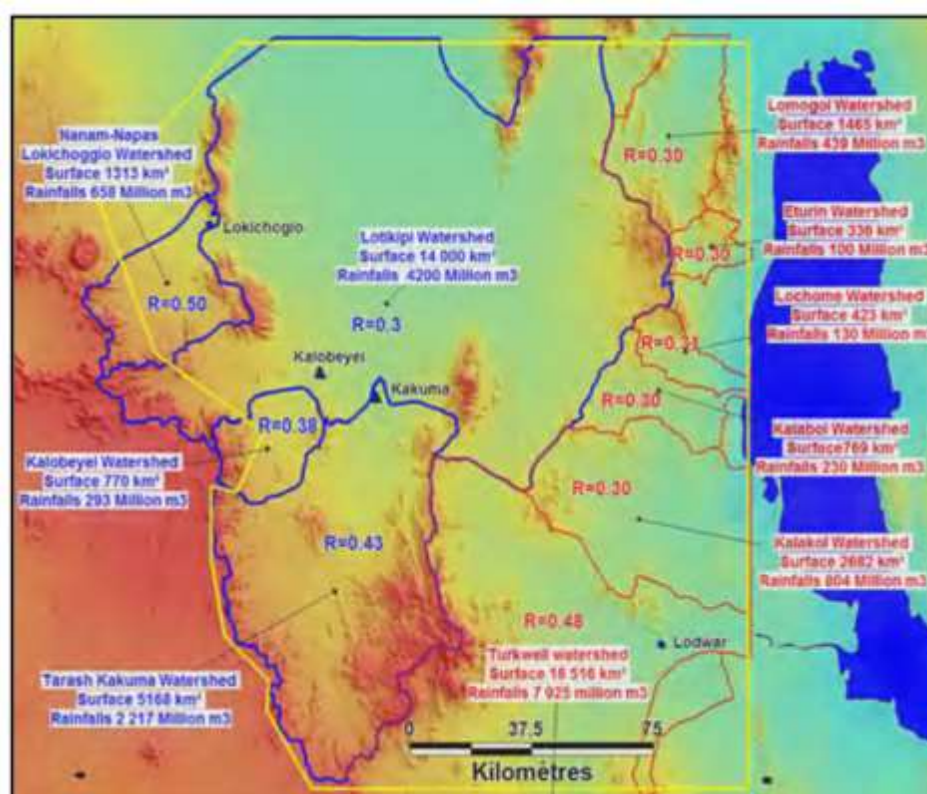 Nanam-Napas
Lokichoggio Watershed
Surface 1313 km²
Rainfalls 658 Million m3
Lomogol Watershed
Surface 1465 km²
Rainfalls 439 Million m3
R=0.30
Eturin Watershed
Surface 336 km²
Rainfalls 100 Million m3
R=0.30
Lokichogio
Lotikipi Watershed
Surface 14 000 km²
Rainfalls 4200 Million m3
R=0.50
R=0.3
Lochome Watershed
Surface 423 km²
Rainfalls 130 Million m3
R=0.31
Kalobeyei
Kakuma
R=0.30
R=0.38
Kalabol Watershed
Surface769 km²
Rainfalls 230 Million m3
Kalobeyei Watershed
Surface 770 km²
Rainfalls 293 Million m3
R=0.30
R=0.43
Kalakol Watershed
Surface 2682 km²
Rainfalls 804 Million m3
R=0.48
Lodwar
Tarash Kakuma Watershed
Surface 5168 km²
Rainfalls 2 217 Million m3
Turkwell watershed
Surface 16 516 km²
Rainfalls 7 925 million m3
0 37.5 75
Kilomètres